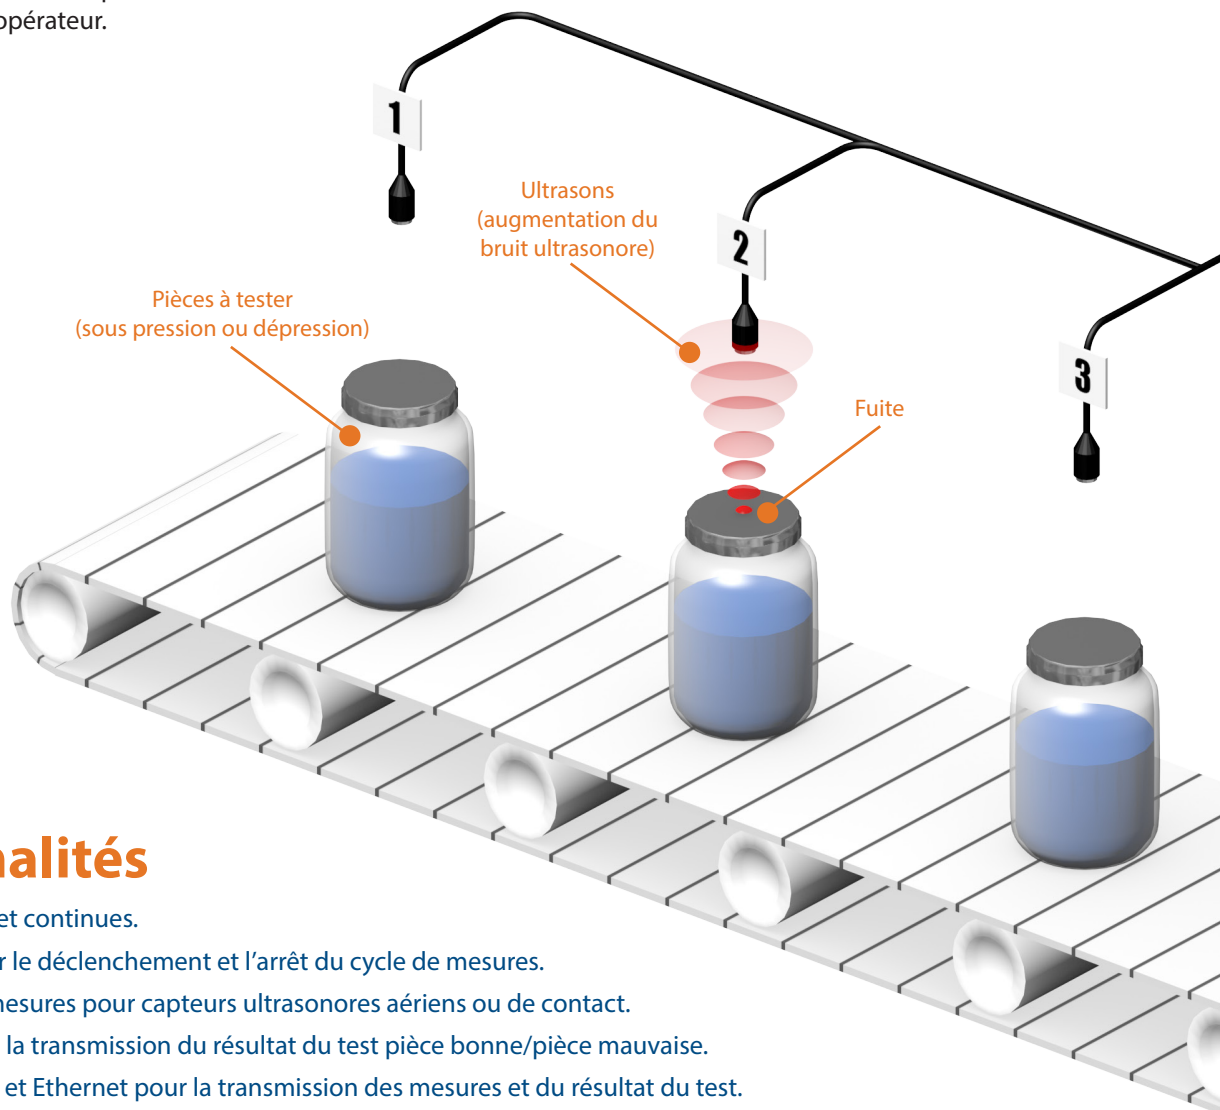 opérateur.
1
Ultrasons
(augmentation du
bruit ultrasonore)
2
Pièces à tester
(sous pression ou dépression)
3
Fuite
nalités
et continues.
r le déclenchement et l'arrêt du cycle de mesures.
mesures pour capteurs ultrasonores aériens ou de contact.
la transmission du résultat du test pièce bonne/pièce mauvaise.
et Ethernet pour la transmission des mesures et du résultat du test.